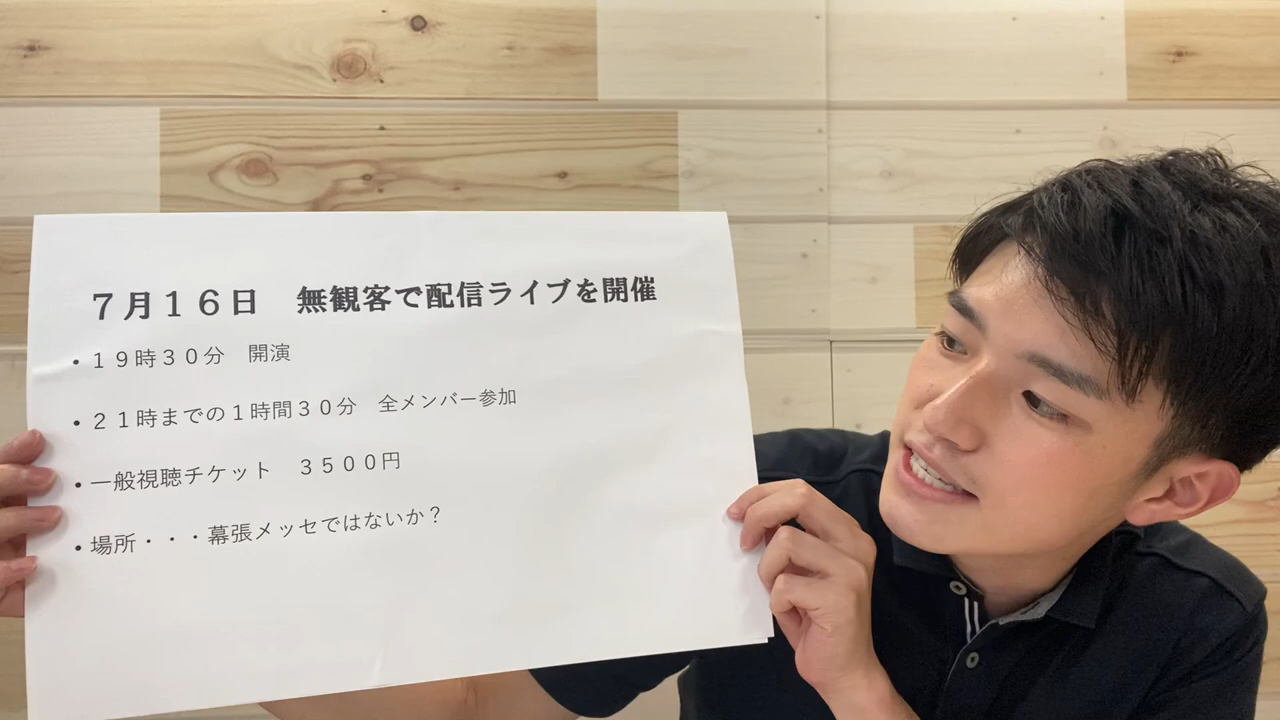 ７月１６日　無観客で配信ライブを開催
・１９時３０分　開演
・２１時までの１時間３０分　全メンバー参加
・一般視聴チケット　３５００円
・場所・・・幕張メッセではないか？